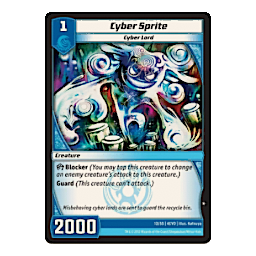 1
Cyber Sprite
Cyber Lord
Creature
Blocker (You may tap this creature to change
an enemy creature's attack to this creature.)
Guard (This creature can't attack.)
Misbehaving cyber lords are sent to guard the recycle bin.
2000